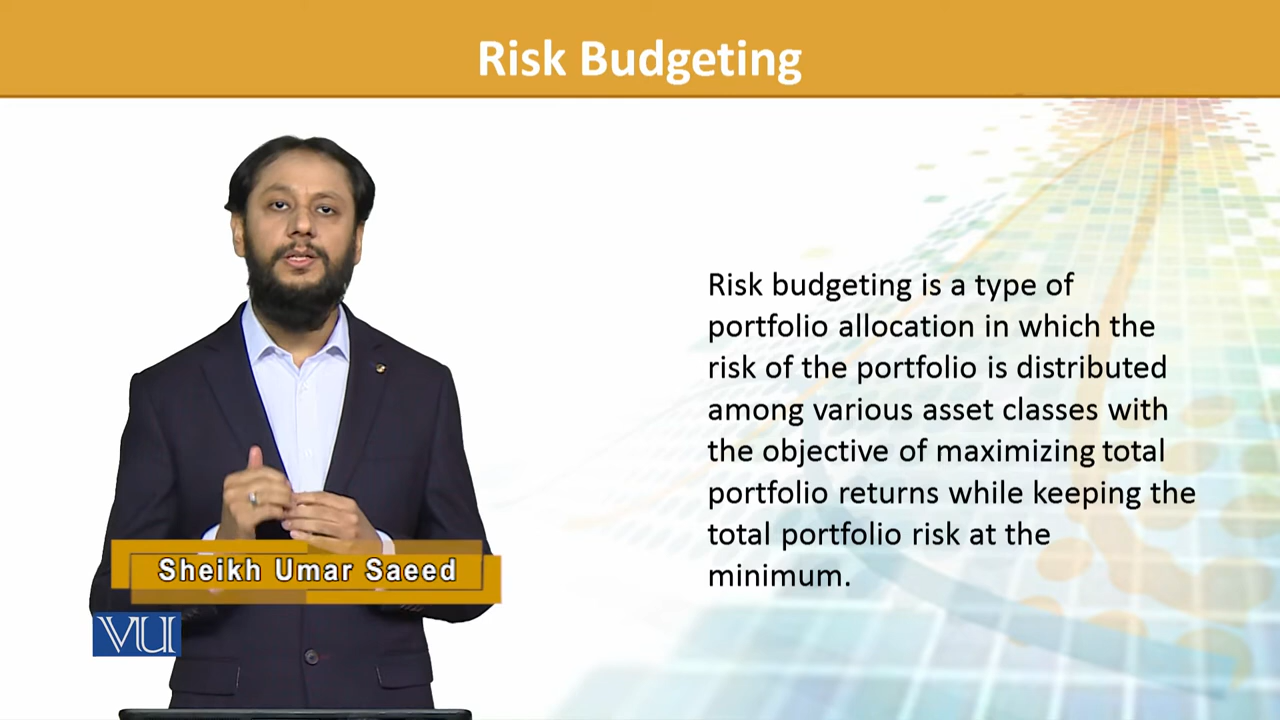 Risk Budgeting
Risk budgeting is a type of
portfolio allocation in which the
risk of the portfolio is distributed
among various asset classes with
the objective of maximizing total
portfolio returns while keeping the
total portfolio risk at the
minimum.
Sheikh Umar Saeed
VU